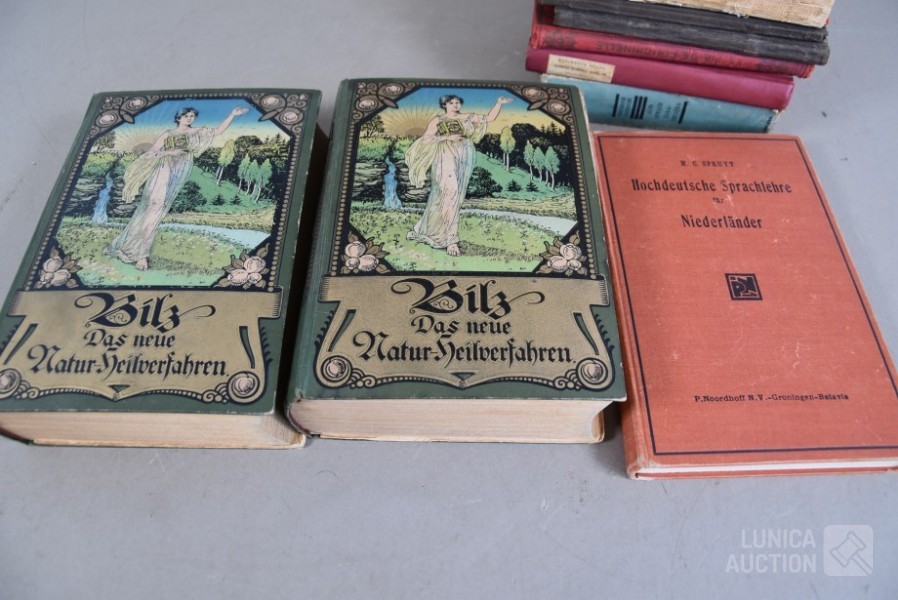 Bilz
Das neue
Natur-Heilverfahren.
Bilz
Das neue
Natur-Heilverfahren.
H. C. SPRUYT
Hochdeutsche Sprachlehre
für
Niederländer
PN
P. Noordhoff N.V.-Groningen-Batavia
LUNICA
AUCTION